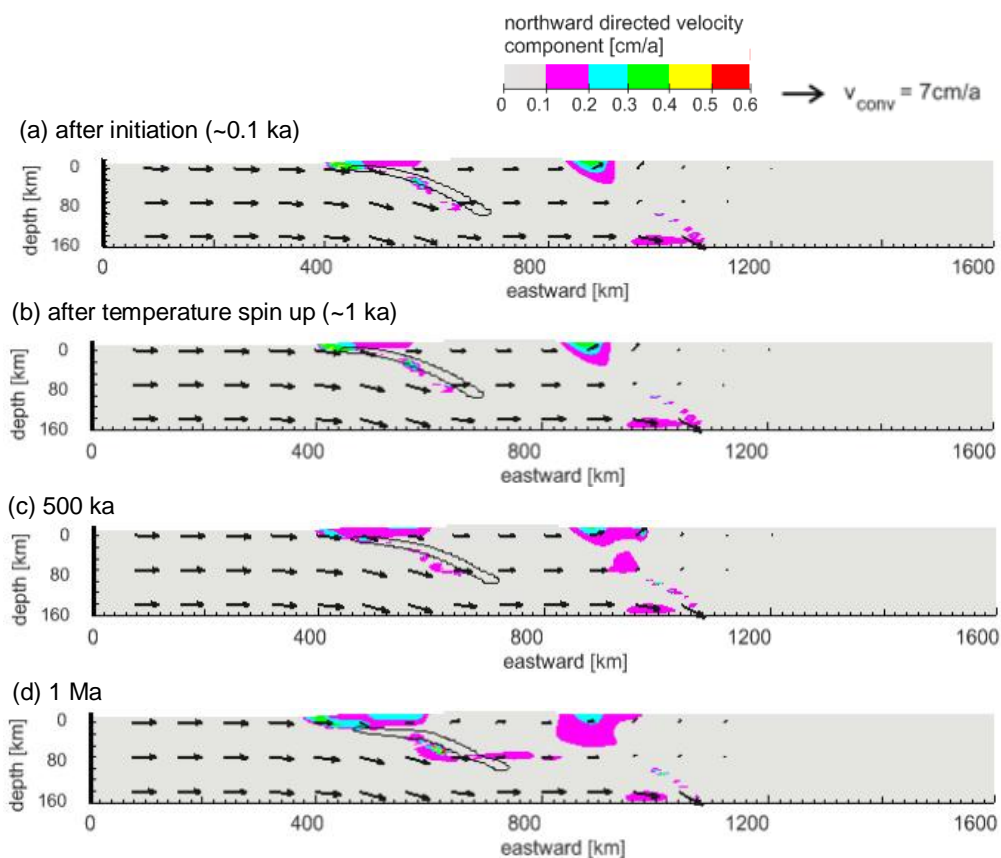 northward directed velocity
component [cm/a]
0 0.1 0.2 0.3 0.4 0.5 0.6
v_conv = 7cm/a
(a) after initiation (~0.1 ka)
depth [km]
0
80
160
0 400 800 1200 1600
eastward [km]
(b) after temperature spin up (~1 ka)
depth [km]
0
80
160
0 400 800 1200 1600
eastward [km]
(c) 500 ka
depth [km]
0
80
160
0 400 800 1200 1600
eastward [km]
(d) 1 Ma
depth [km]
0
80
160
0 400 800 1200 1600
eastward [km]